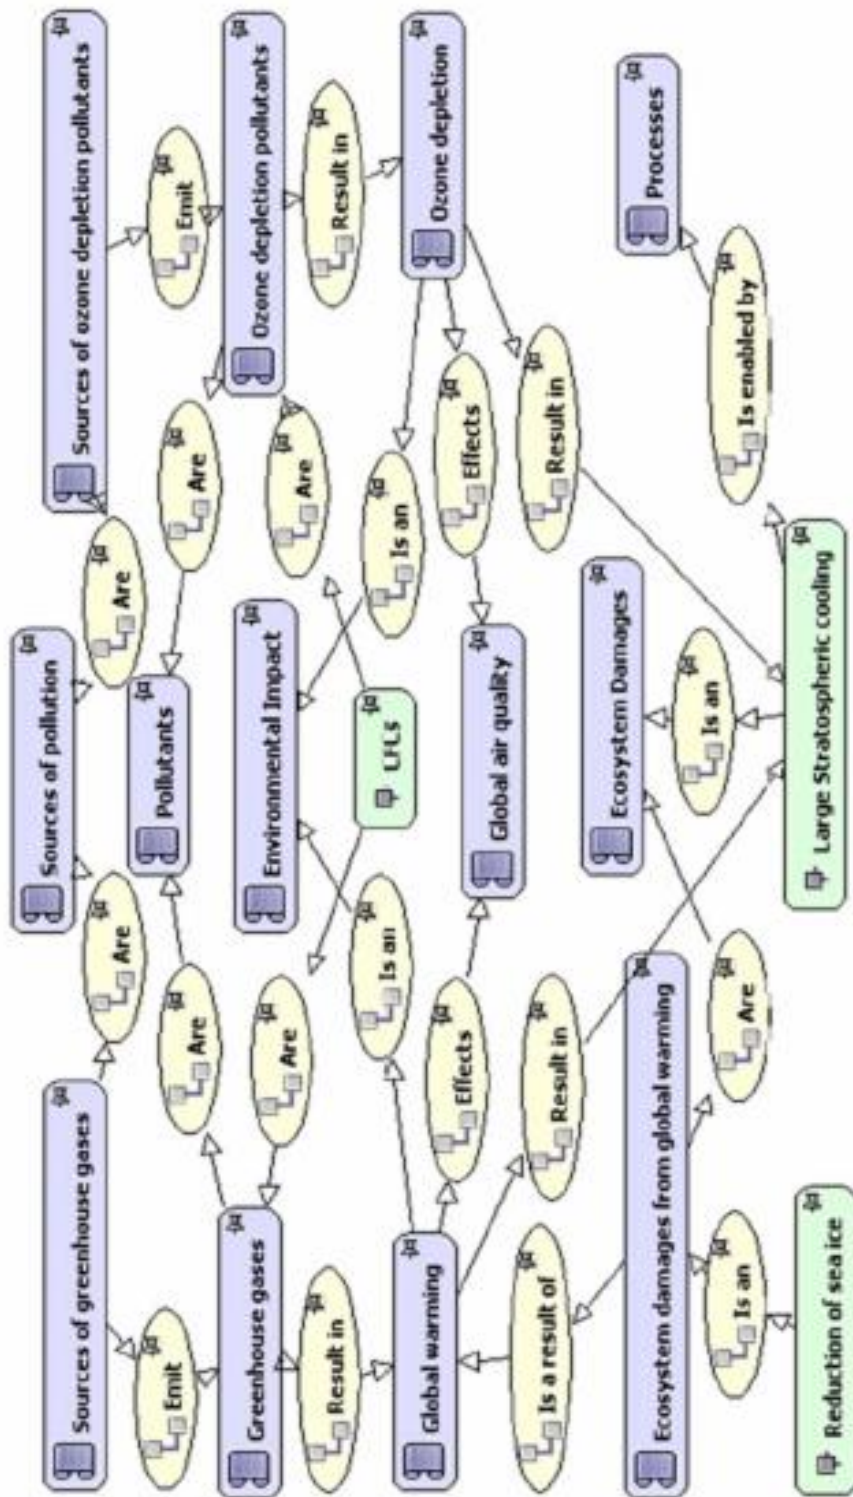 Sources of greenhouse gases
Sources of pollution
Sources of ozone depletion pollutants
Are
Are
Emit
Pollutants
Emit
Are
Are
Greenhouse gases
Environmental Impact
Ozone depletion pollutants
Are
Are
Result in
Result in
LFLs
Is an
Is an
Global warming
Ozone depletion
Effects
Effects
Global air quality
Is a result of
Result in
Result in
Ecosystem Damages
Processes
Ecosystem damages from global warming
Is an
Is an
Are
Is enabled by
Reduction of sea ice
Large Stratospheric cooling